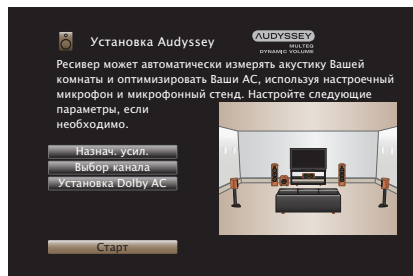 Установка Audyssey
AUDYSSEY
MULTEQ
DYNAMIC VOLUME
Ресивер может автоматически измерять акустику Вашей
комнаты и оптимизировать Ваши АС, используя настроечный
микрофон и микрофонный стенд. Настройте следующие
параметры, если
необходимо.
Назнач. усил.
Выбор канала
Установка Dolby АС
Старт